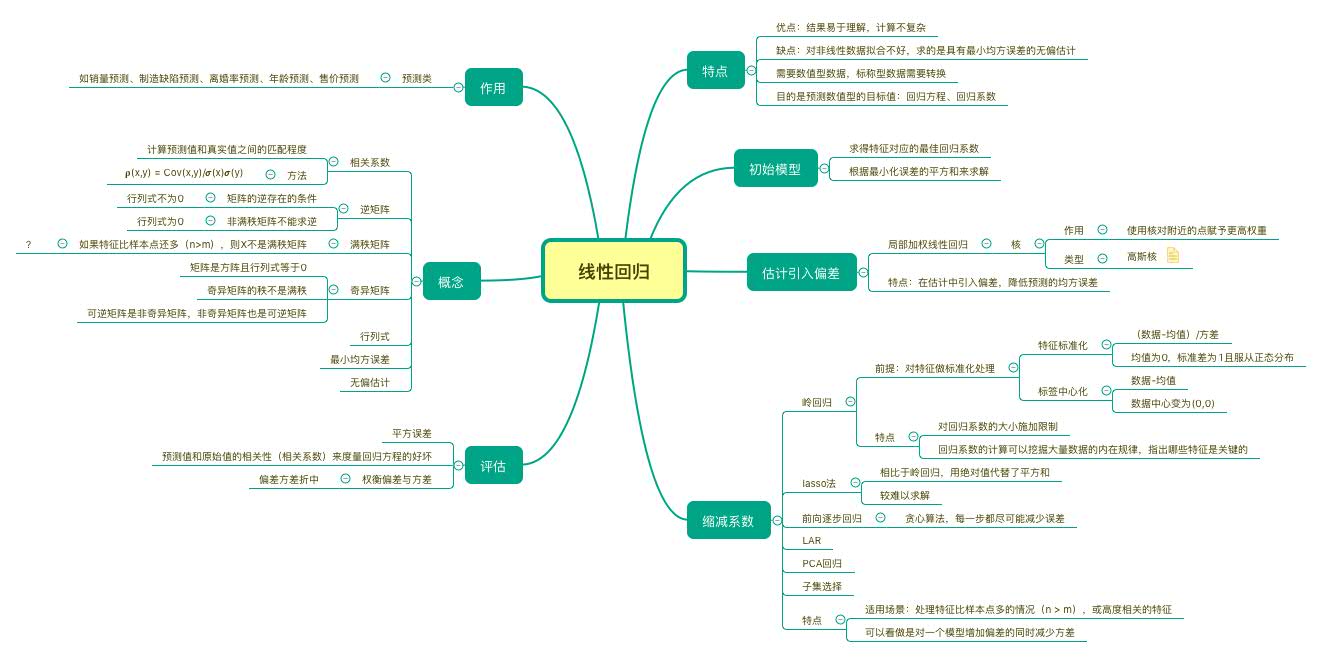 线性回归
作用
预测类
如销量预测、制造缺陷预测、离婚率预测、年龄预测、售价预测
概念
相关系数
计算预测值和真实值之间的匹配程度
方法
ρ(x,y) = Cov(x,y)/σ(x)σ(y)
逆矩阵
矩阵的逆存在的条件
行列式不为0
非满秩矩阵不能求逆
行列式为0
满秩矩阵
如果特征比样本点还多（n>m），则X不是满秩矩阵
？
奇异矩阵
矩阵是方阵且行列式等于0
奇异矩阵的秩不是满秩
可逆矩阵是非奇异矩阵，非奇异矩阵也是可逆矩阵
行列式
最小均方误差
无偏估计
评估
平方误差
预测值和原始值的相关性（相关系数）来度量回归方程的好坏
权衡偏差与方差
偏差方差折中
特点
优点：结果易于理解，计算不复杂
缺点：对非线性数据拟合不好，求的是具有最小均方误差的无偏估计
需要数值型数据，标称型数据需要转换
目的是预测数值型的目标值：回归方程、回归系数
初始模型
求得特征对应的最佳回归系数
根据最小化误差的平方和来求解
估计引入偏差
局部加权线性回归
核
作用
使用核对附近的点赋予更高权重
类型
高斯核
特点：在估计中引入偏差，降低预测的均方误差
缩减系数
岭回归
前提：对特征做标准化处理
特征标准化
（数据-均值）/方差
均值为0，标准差为1且服从正态分布
标签中心化
数据-均值
数据中心变为(0,0)
特点
对回归系数的大小施加限制
回归系数的计算可以挖掘大量数据的内在规律，指出哪些特征是关键的
lasso法
相比于岭回归，用绝对值代替了平方和
较难以求解
前向逐步回归
贪心算法，每一步都尽可能减少误差
LAR
PCA回归
子集选择
特点
适用场景：处理特征比样本点多的情况（n > m），或高度相关的特征
可以看做是对一个模型增加偏差的同时减少方差